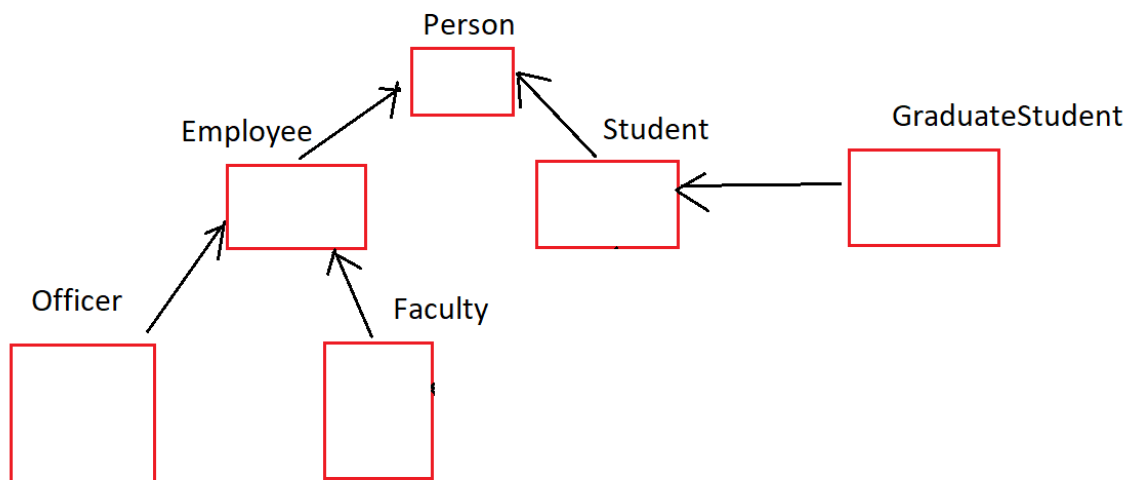 Person
Employee
Student
GraduateStudent
Officer
Faculty